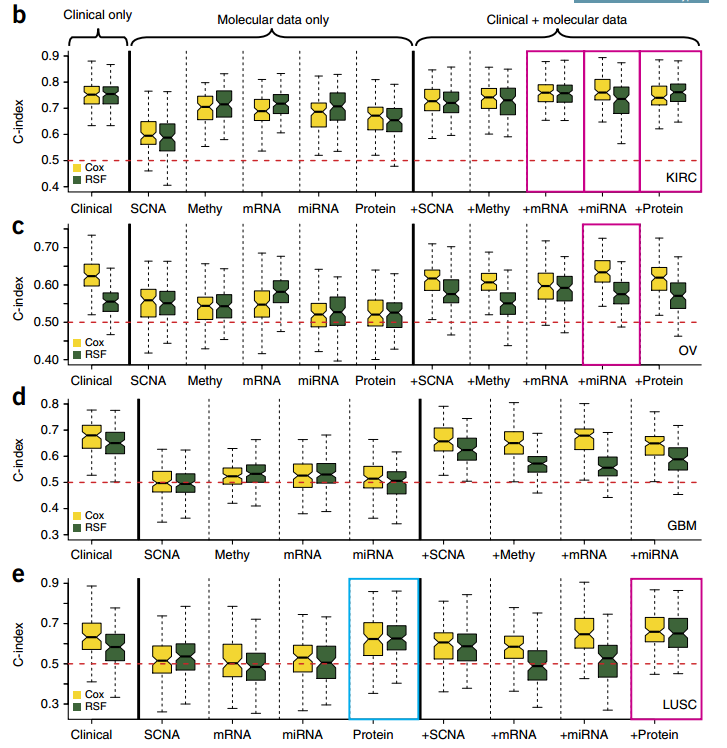 b
Clinical only
Molecular data only
Clinical + molecular data
C-index
0.9
0.8
0.7
0.6
0.5
0.4
Cox
RSF
KIRC
Clinical SCNA Methy mRNA miRNA Protein +SCNA +Methy +mRNA +miRNA +Protein
c
C-index
0.70
0.60
0.50
0.40
Cox
RSF
OV
Clinical SCNA Methy mRNA miRNA Protein +SCNA +Methy +mRNA +miRNA +Protein
d
C-index
0.8
0.7
0.6
0.5
0.4
0.3
Cox
RSF
GBM
Clinical SCNA Methy mRNA miRNA +SCNA +Methy +mRNA +miRNA
e
C-index
0.9
0.7
0.5
0.3
Cox
RSF
LUSC
Clinical SCNA mRNA miRNA Protein +SCNA +mRNA +miRNA +Protein